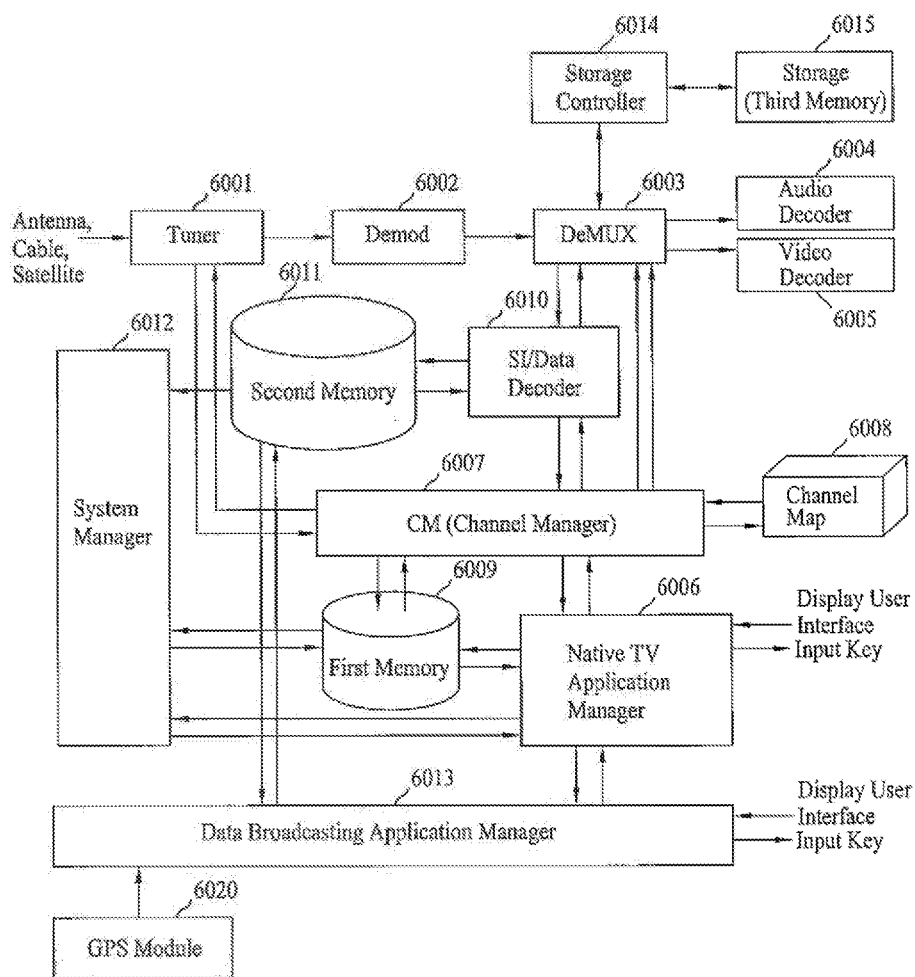 6014
6015
Storage
Controller
Storage
(Third Memory)
6004
6001
6002
6003
Audio
Decoder
Antenna,
Cable,
Satellite
Tuner
Demod
DeMUX
Video
Decoder
6011
6010
6005
6012
SI/Data
Decoder
Second Memory
6008
6007
System
Manager
CM (Channel Manager)
Channel
Map
6009
6006
Display User
Interface
Input Key
First Memory
Native TV
Application
Manager
6013
Display User
Interface
Input Key
Data Broadcasting Application Manager
6020
GPS Module